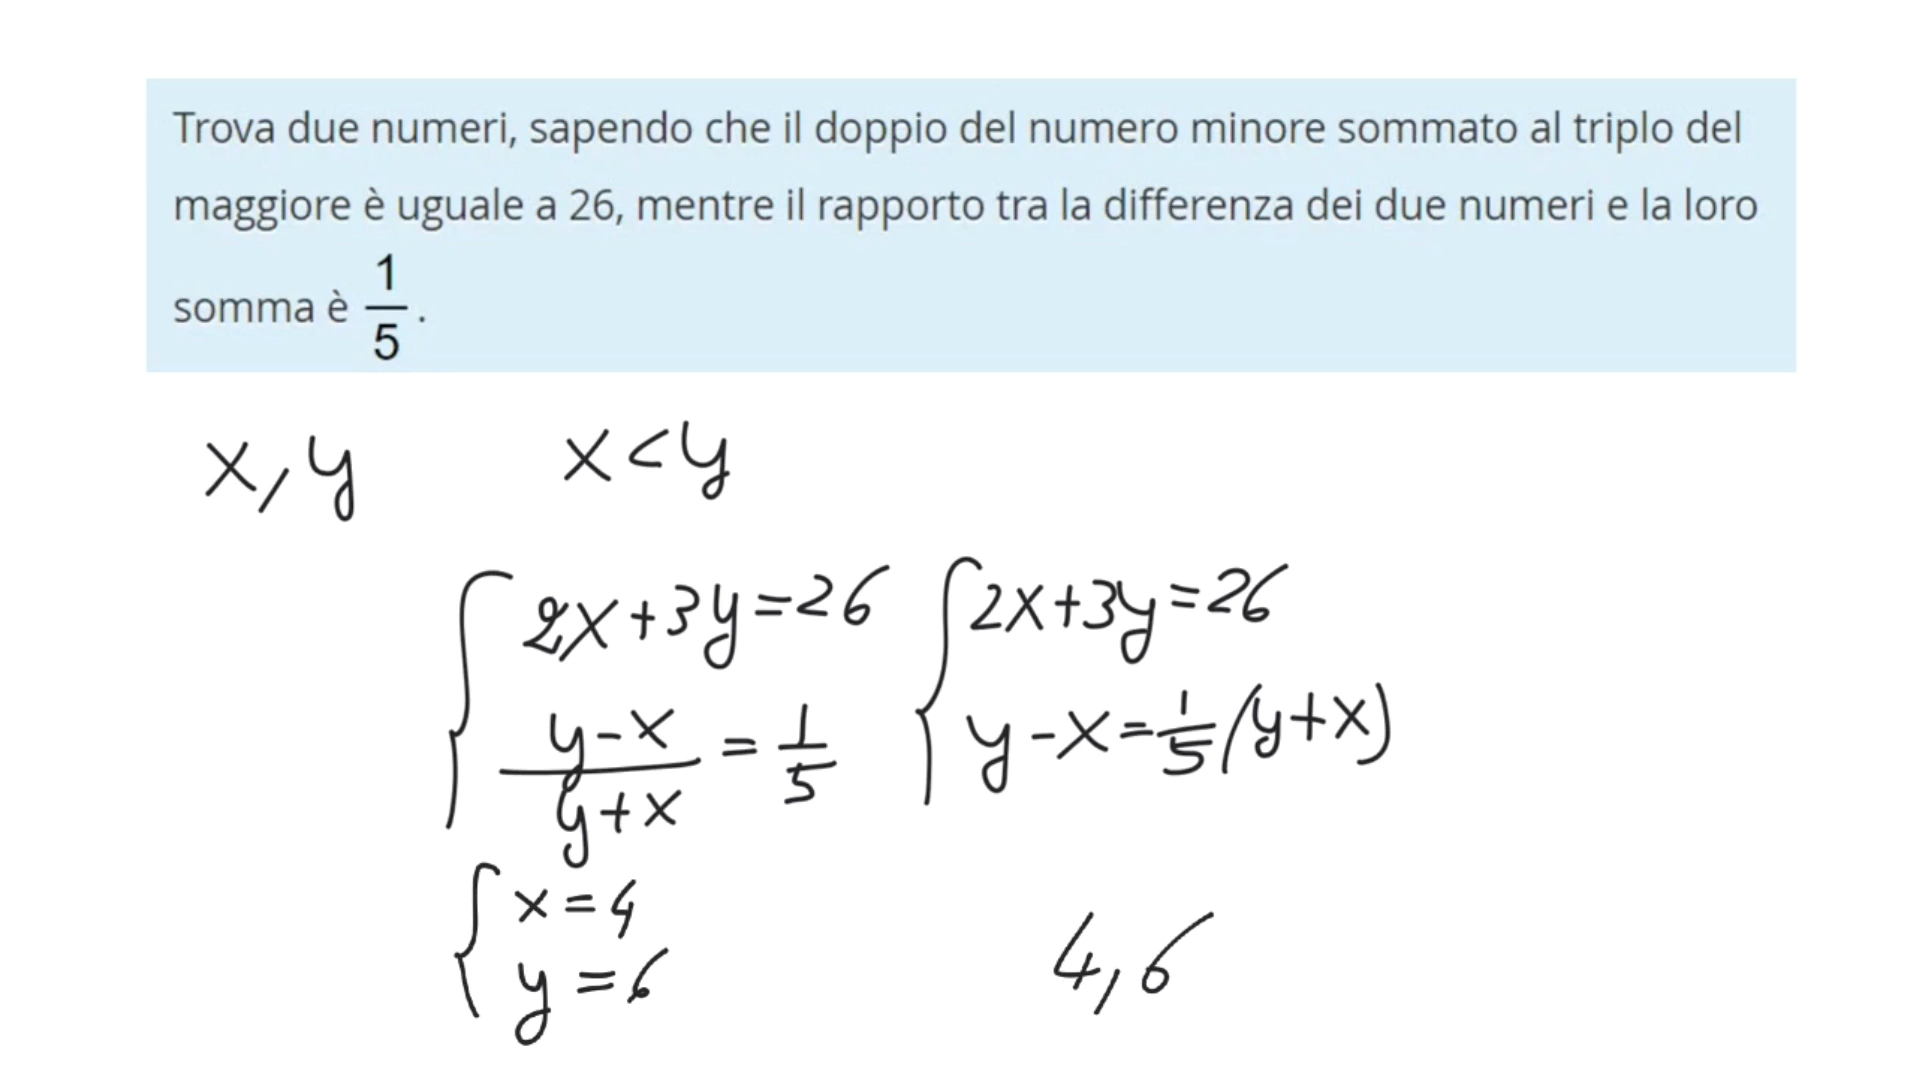 Trova due numeri, sapendo che il doppio del numero minore sommato al triplo del
maggiore è uguale a 26, mentre il rapporto tra la differenza dei due numeri e la loro
somma è 1/5.
x, y x<y
{ 2x+3y=26 { 2x+3y=26
(y-x)/(y+x) = 1/5 y-x=1/5(y+x)
{ x=4
y=6 4,6